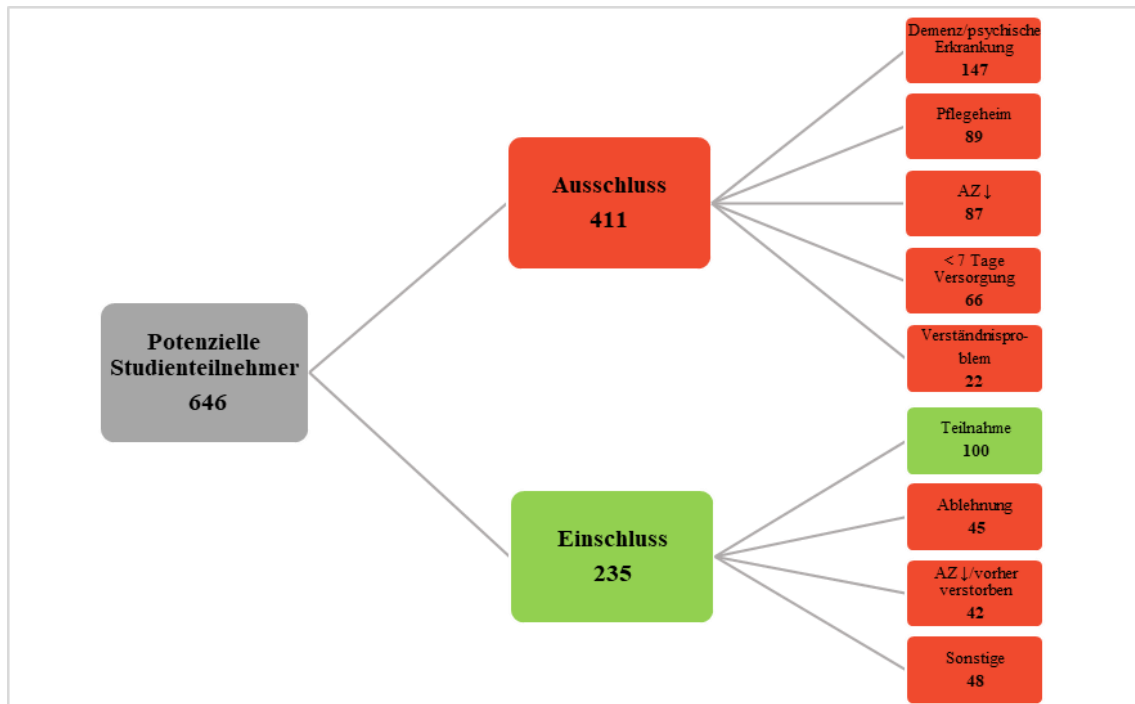 Potenzielle
Studienteilnehmer
646
Ausschluss
411
Demenz/psychische
Erkrankung
147
Pflegeheim
89
AZ ↓
87
< 7 Tage
Versorgung
66
Verständnispro-
blem
22
Einschluss
235
Teilnahme
100
Ablehnung
45
AZ ↓/vorher
verstorben
42
Sonstige
48